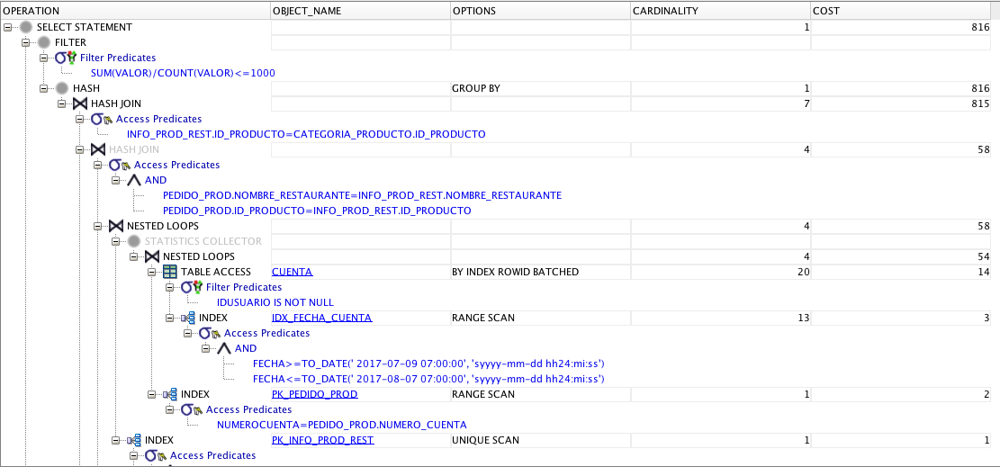 OPERATION OBJECT_NAME OPTIONS CARDINALITY COST
SELECT STATEMENT 1 816
FILTER
Filter Predicates
SUM(VALOR)/COUNT(VALOR)<=1000
HASH GROUP BY 1 816
HASH JOIN 7 815
Access Predicates
INFO_PROD_REST.ID_PRODUCTO=CATEGORIA_PRODUCTO.ID_PRODUCTO
HASH JOIN 4 58
Access Predicates
AND
PEDIDO_PROD.NOMBRE_RESTAURANTE=INFO_PROD_REST.NOMBRE_RESTAURANTE
PEDIDO_PROD.ID_PRODUCTO=INFO_PROD_REST.ID_PRODUCTO
NESTED LOOPS 4 58
STATISTICS COLLECTOR
NESTED LOOPS 4 54
TABLE ACCESS CUENTA BY INDEX ROWID BATCHED 20 14
Filter Predicates
IDUSUARIO IS NOT NULL
INDEX IDX_FECHA_CUENTA RANGE SCAN 13 3
Access Predicates
AND
FECHA>=TO_DATE(' 2017-07-09 07:00:00', 'syyyy-mm-dd hh24:mi:ss')
FECHA<=TO_DATE(' 2017-08-07 07:00:00', 'syyyy-mm-dd hh24:mi:ss')
INDEX PK_PEDIDO_PROD RANGE SCAN 1 2
Access Predicates
NUMEROCUENTA=PEDIDO_PROD.NUMERO_CUENTA
INDEX PK_INFO_PROD_REST UNIQUE SCAN 1 1
Access Predicates